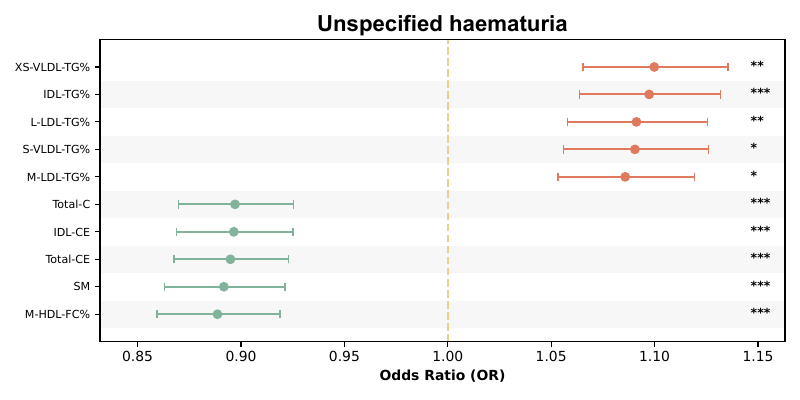 Unspecified haematuria
XS-VLDL-TG% **
IDL-TG% ***
L-LDL-TG% **
S-VLDL-TG% *
M-LDL-TG% *
Total-C ***
IDL-CE ***
Total-CE ***
SM ***
M-HDL-FC% ***
0.85 0.90 0.95 1.00 1.05 1.10 1.15
Odds Ratio (OR)